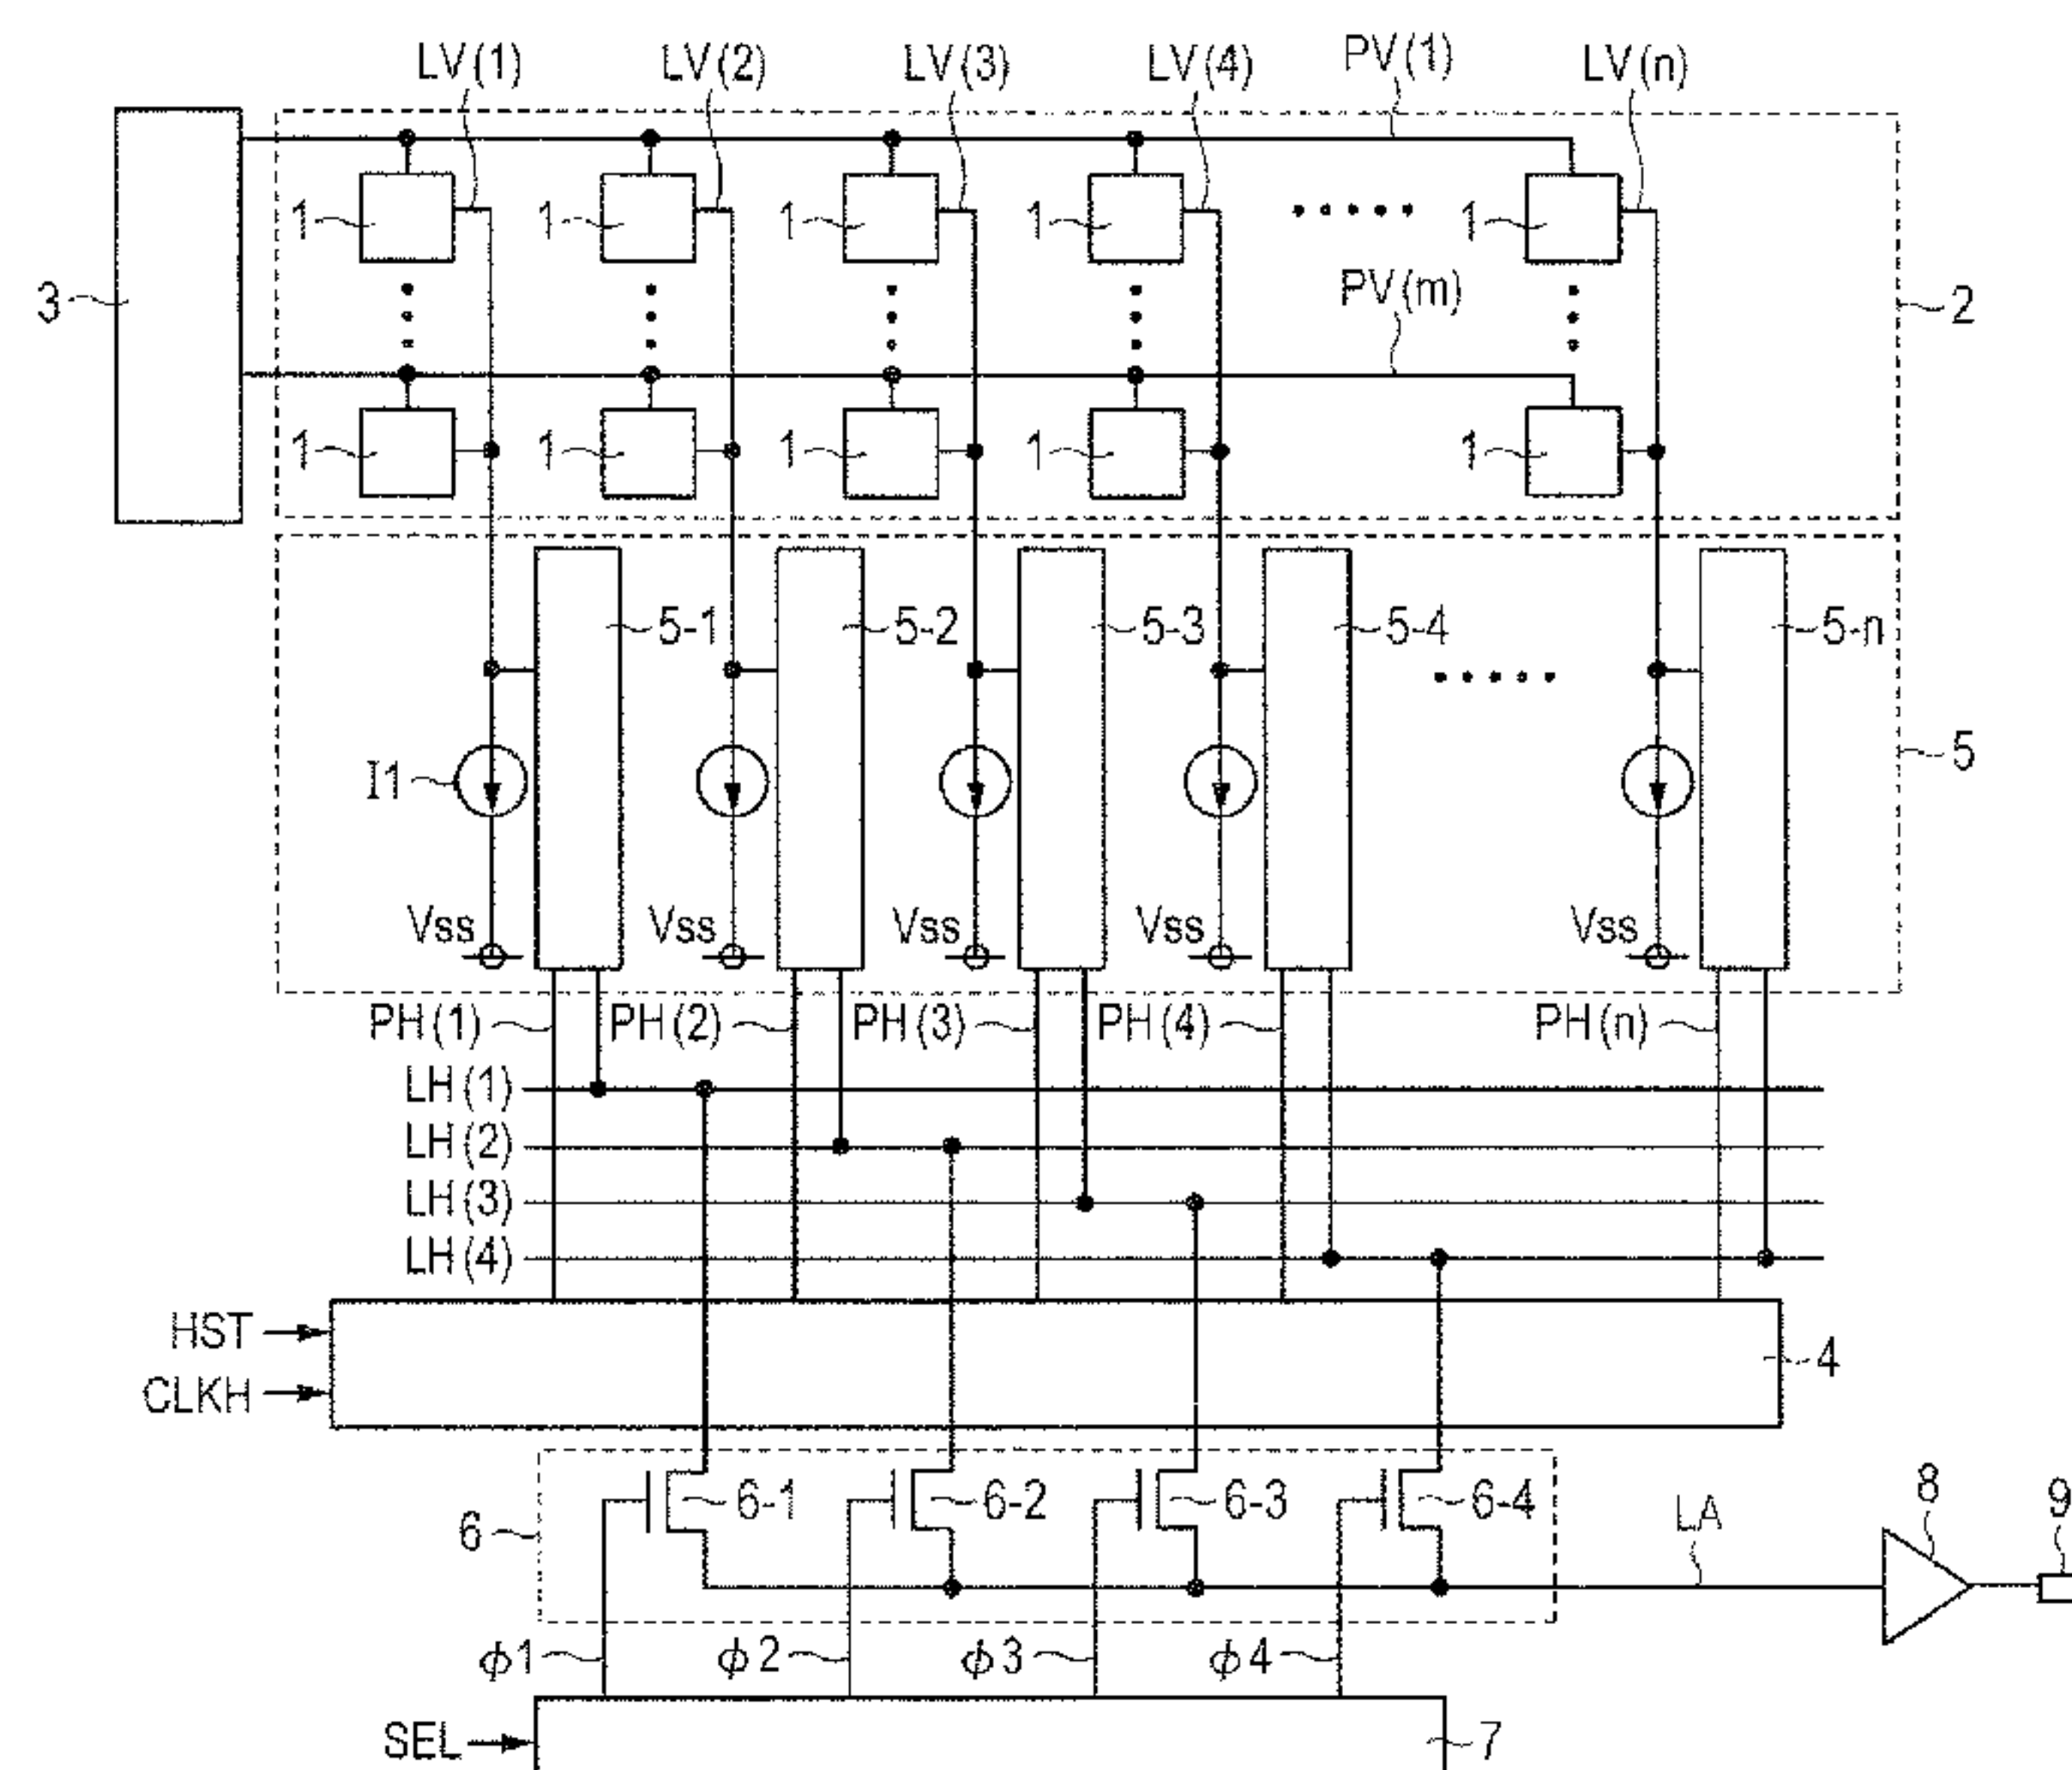 LV(1) LV(2) LV(3) LV(4) PV(1) LV(n)
1 1 1 1 1
3 PV(m) 2
1 1 1 1 1
5-1 5-2 5-3 5-4 5-n
I1 5
Vss Vss Vss Vss Vss
PH(1) PH(2) PH(3) PH(4) PH(n)
LH(1)
LH(2)
LH(3)
LH(4)
HST
4
CLKH
6-1 6-2 6-3 6-4 LA 8 9
6
ϕ1 ϕ2 ϕ3 ϕ4
SEL 7